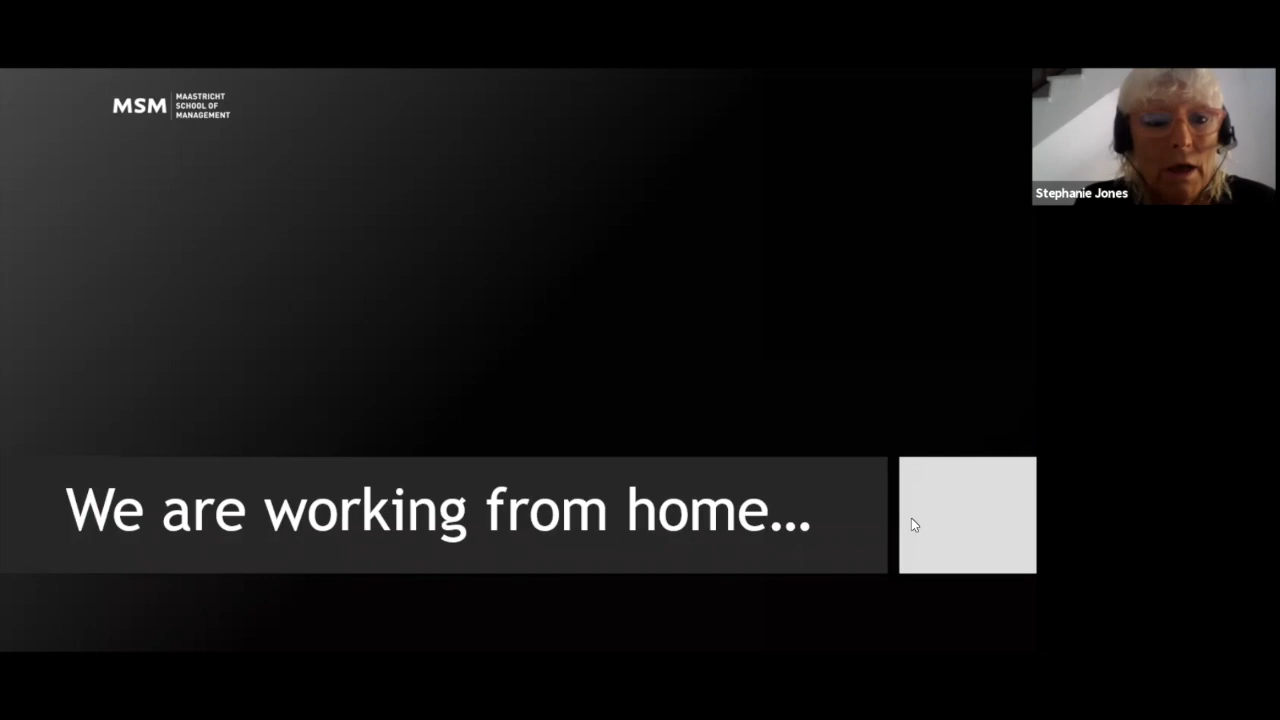 MSM
MAASTRICHT
SCHOOL OF
MANAGEMENT
Stephanie Jones
We are working from home...